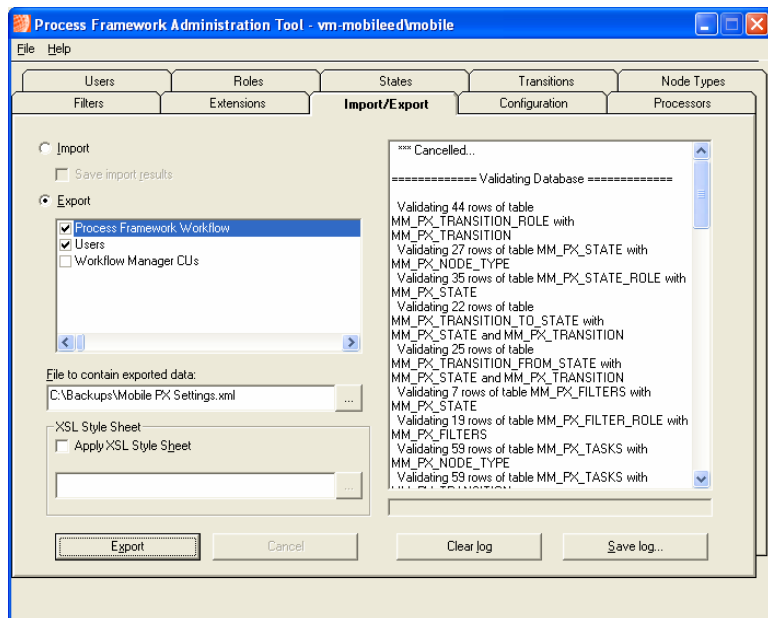 Process Framework Administration Tool - vm-mobileed\mobile
File Help
Users Roles States Transitions Node Types
Filters Extensions Import/Export Configuration Processors
Import
Save import results
Export
Process Framework Workflow
Users
Workflow Manager CUs
File to contain exported data:
C:\Backups\Mobile PX Settings.xml
...
XSL Style Sheet
Apply XSL Style Sheet
...
*** Cancelled...
============= Validating Database =============
Validating 44 rows of table
MM_PX_TRANSITION_ROLE with
MM_PX_TRANSITION
Validating 27 rows of table MM_PX_STATE with
MM_PX_NODE_TYPE
Validating 35 rows of table MM_PX_STATE_ROLE with
MM_PX_STATE
Validating 22 rows of table
MM_PX_TRANSITION_TO_STATE with
MM_PX_STATE and MM_PX_TRANSITION
Validating 25 rows of table
MM_PX_TRANSITION_FROM_STATE with
MM_PX_STATE and MM_PX_TRANSITION
Validating 7 rows of table MM_PX_FILTERS with
MM_PX_STATE
Validating 19 rows of table MM_PX_FILTER_ROLE with
MM_PX_FILTERS
Validating 59 rows of table MM_PX_TASKS with
MM_PX_NODE_TYPE
Validating 59 rows of table MM_PX_TASKS with
MM_PX_TRANSITION
Export Cancel Clear log Save log...